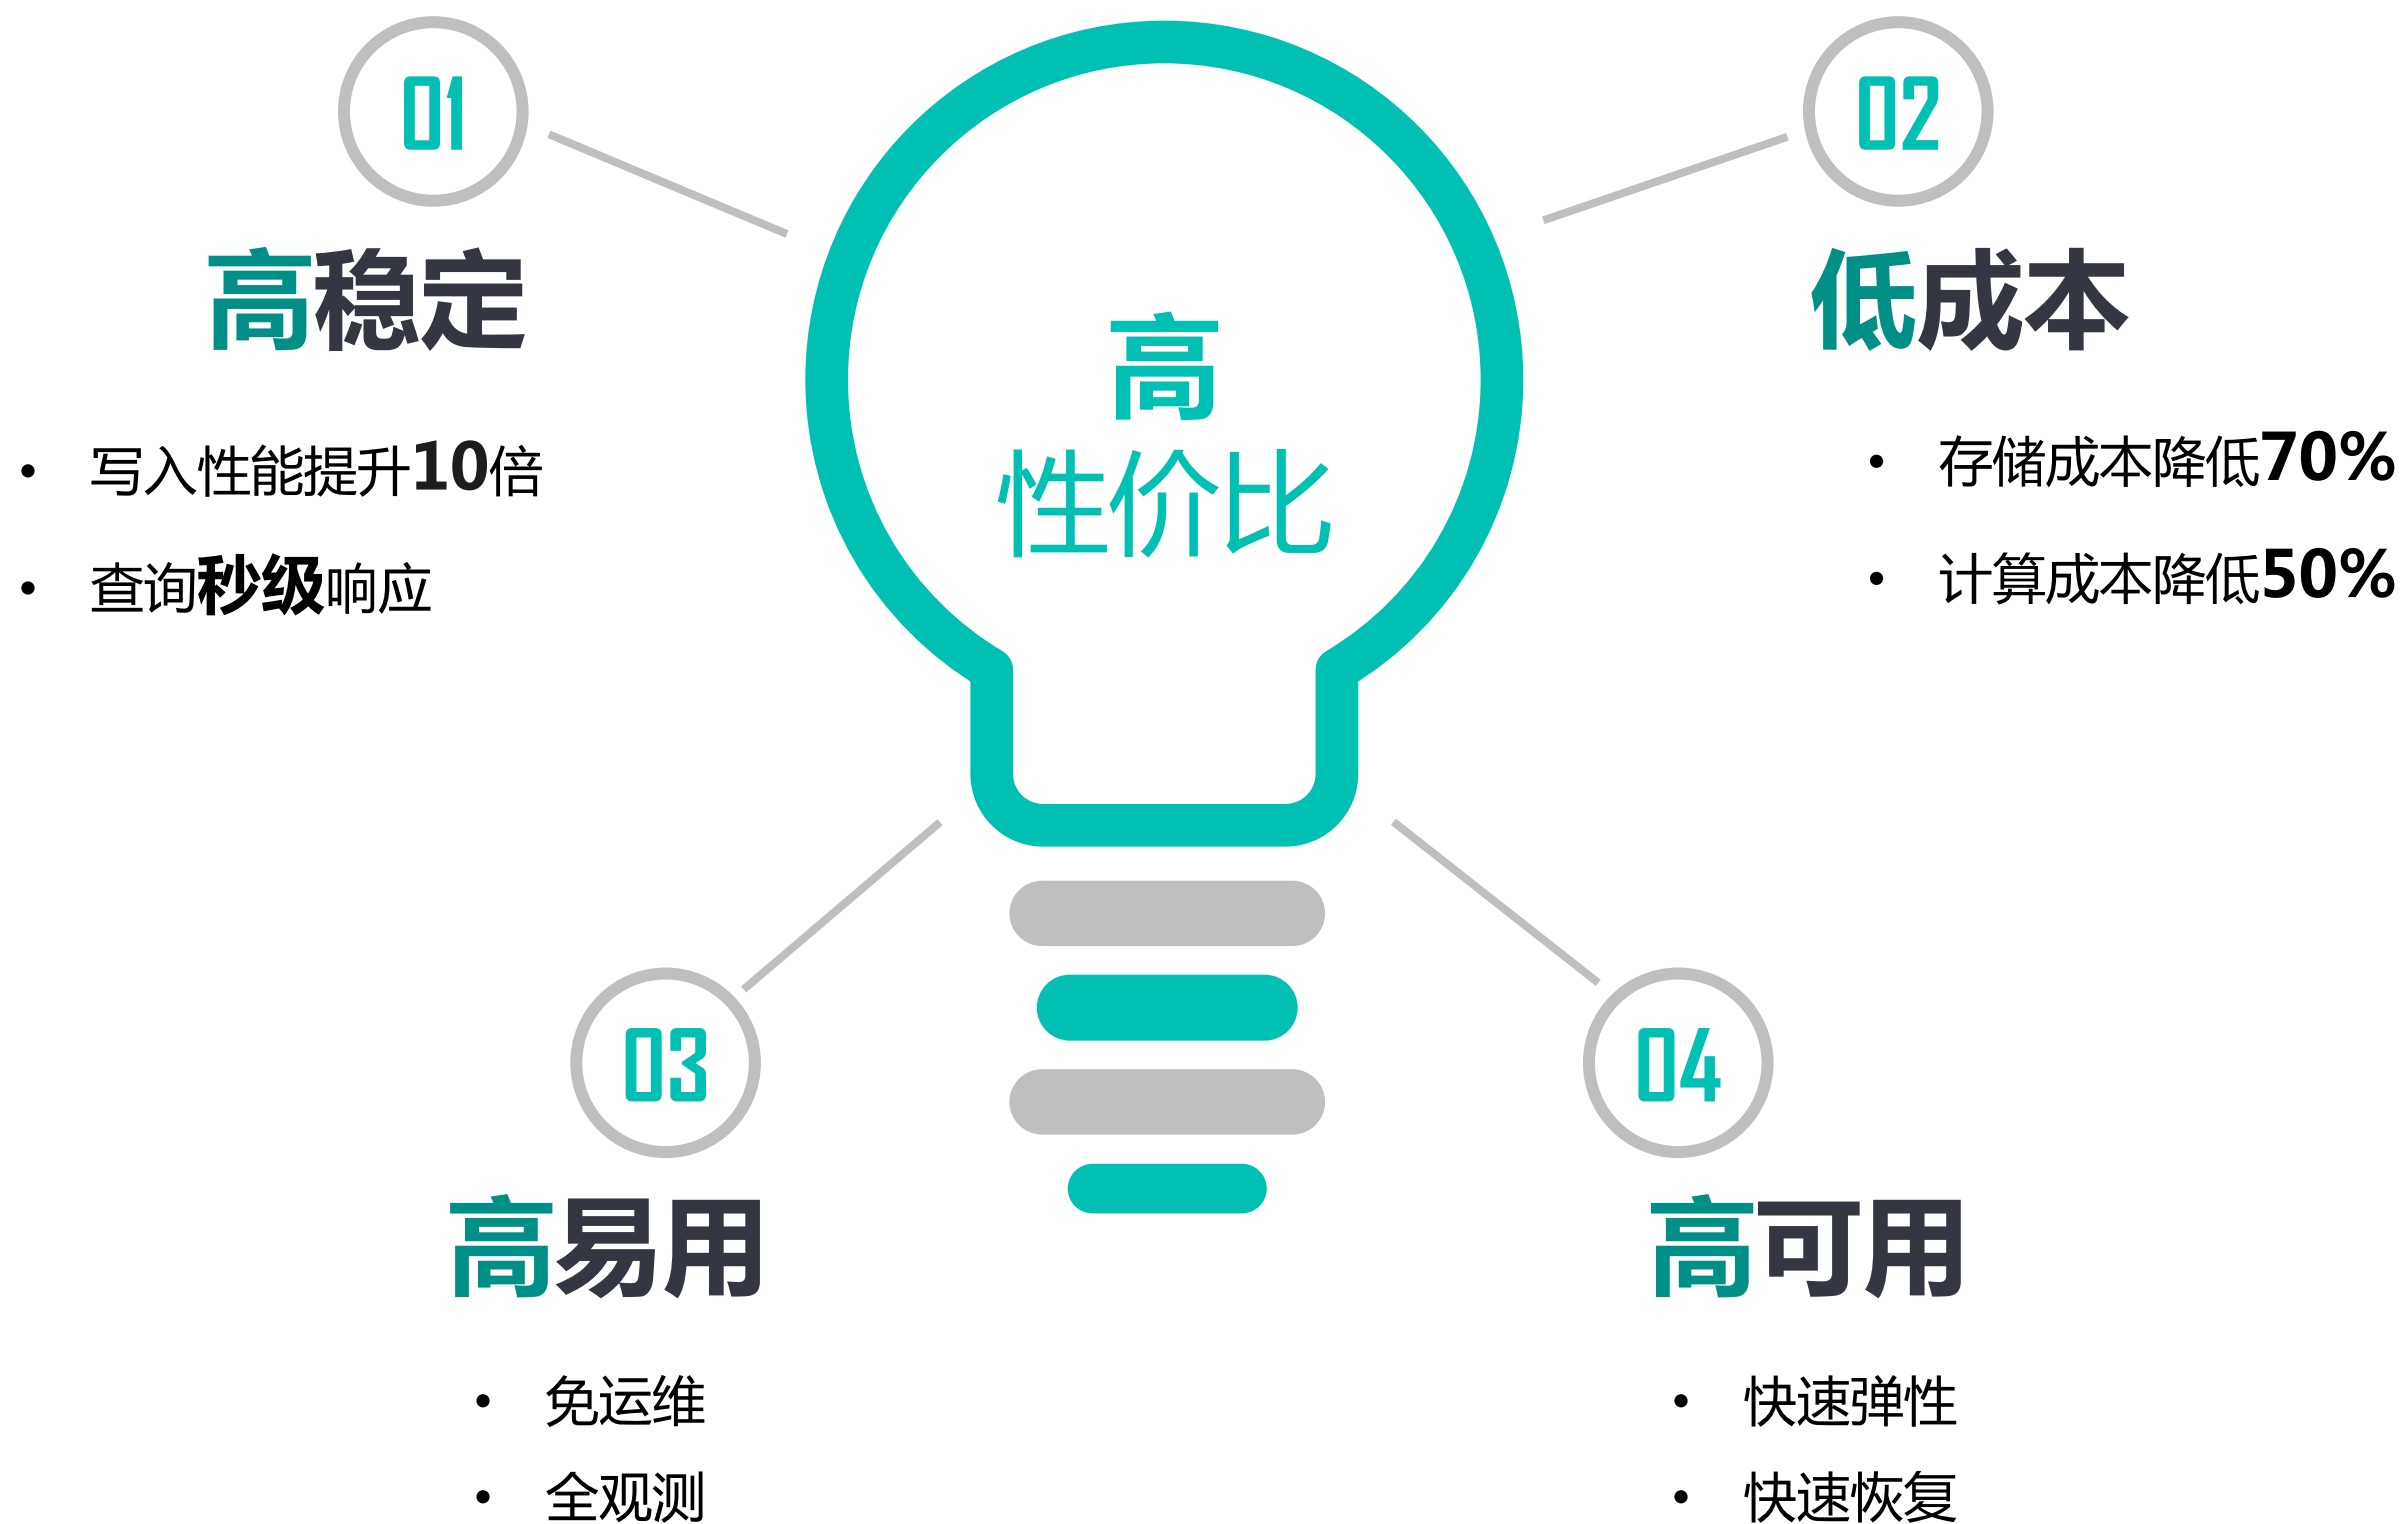 01
高稳定
• 写入性能提升10倍
• 查询秒级响应
02
低成本
• 存储成本降低70%
• 计算成本降低50%
高
性价比
03
高易用
• 免运维
• 全观测
04
高可用
• 快速弹性
• 快速恢复